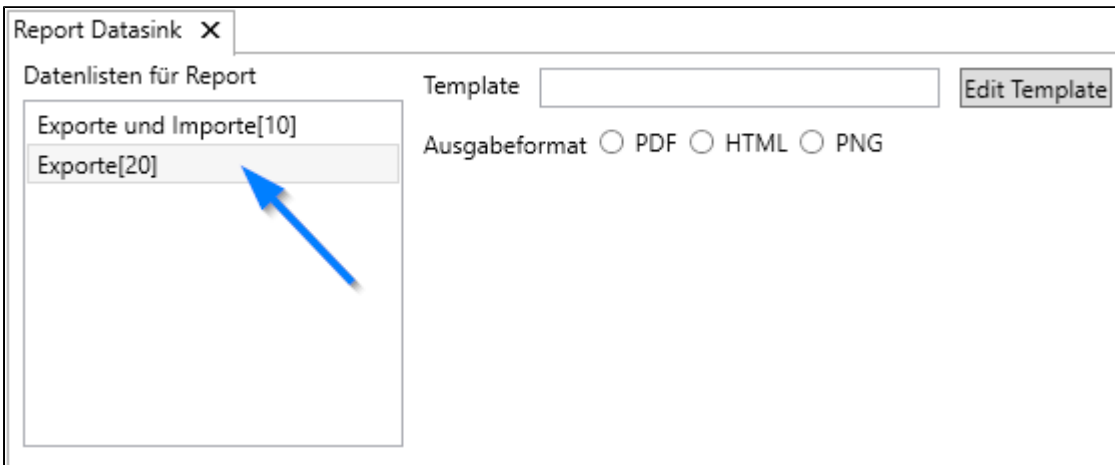 Report Datasink X
Datenlisten für Report
Exporte und Importe[10]
Exporte[20]
Template
Edit Template
Ausgabeformat PDF HTML PNG